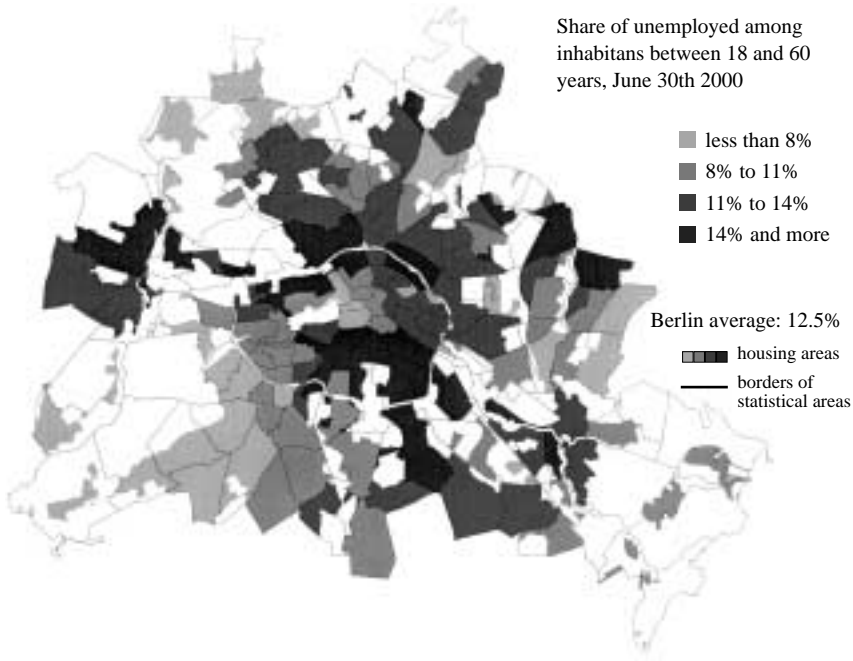 Share of unemployed among
inhabitans between 18 and 60
years, June 30th 2000
less than 8%
8% to 11%
11% to 14%
14% and more
Berlin average: 12.5%
housing areas
borders of
statistical areas